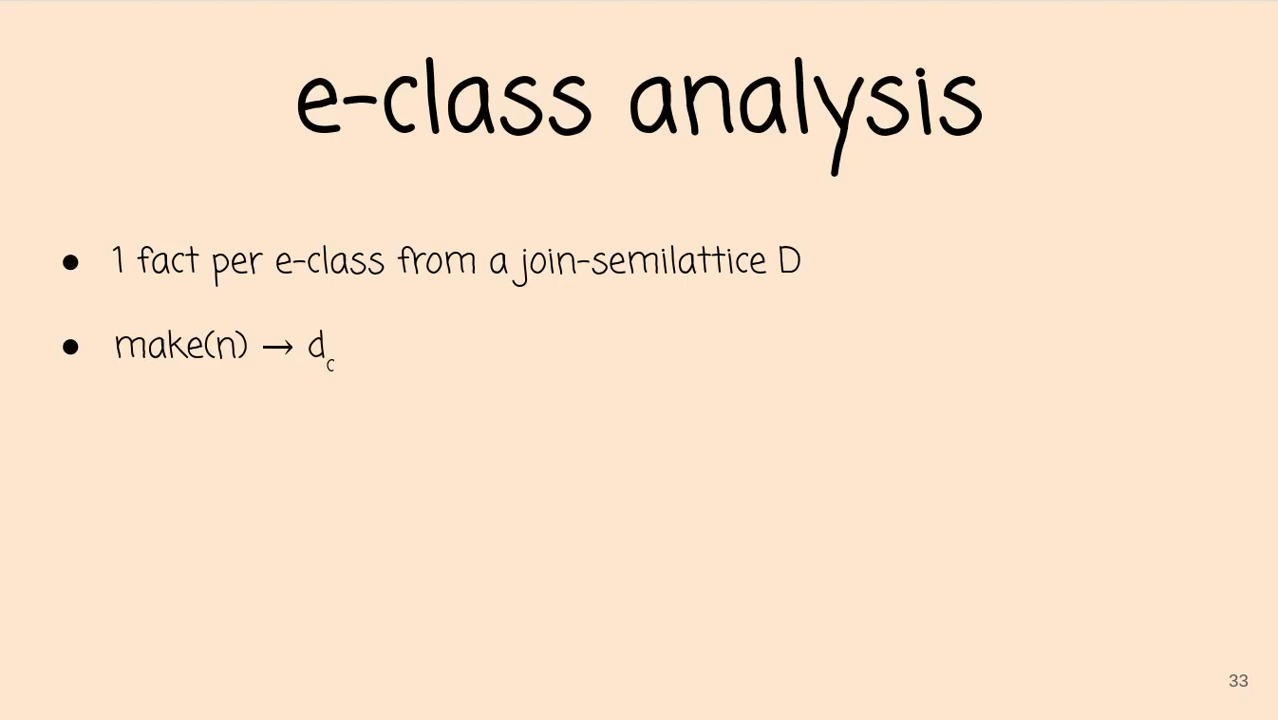 e-class analysis
● 1 fact per e-class from a join-semilattice D
● make(n) → d_c
33